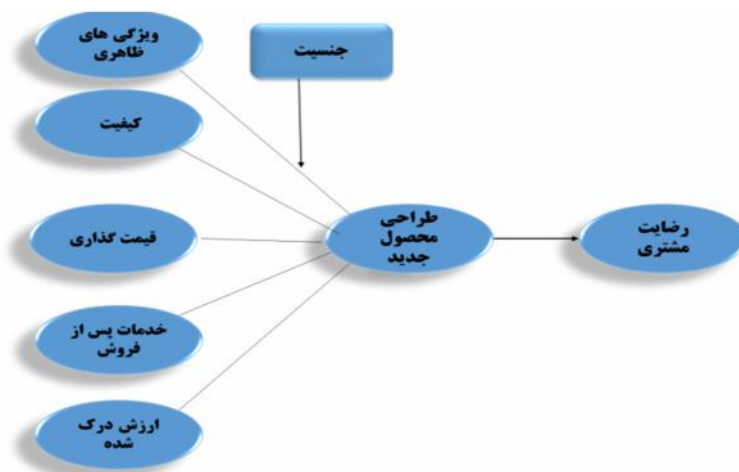 ویژگی های
ظاهری
جنسیت
کیفیت
قیمت گذاری
طراحی
محصول
جدید
رضایت
مشتری
خدمات پس از
فروش
ارزش درک
شده